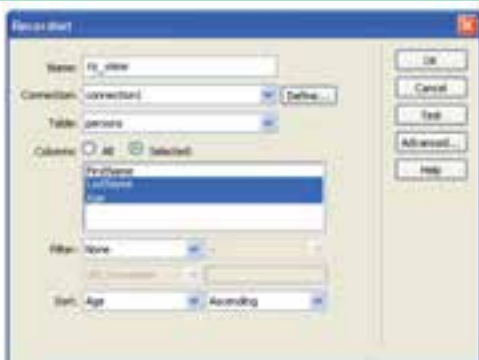 Recordset
Name: rs_view
OK
Connection: connection1 Define...
Cancel
Table: persons
Test
Columns: All Selected:
Advanced...
FirstName
Help
LastName
Age
Filter: None
Sort: Age Ascending